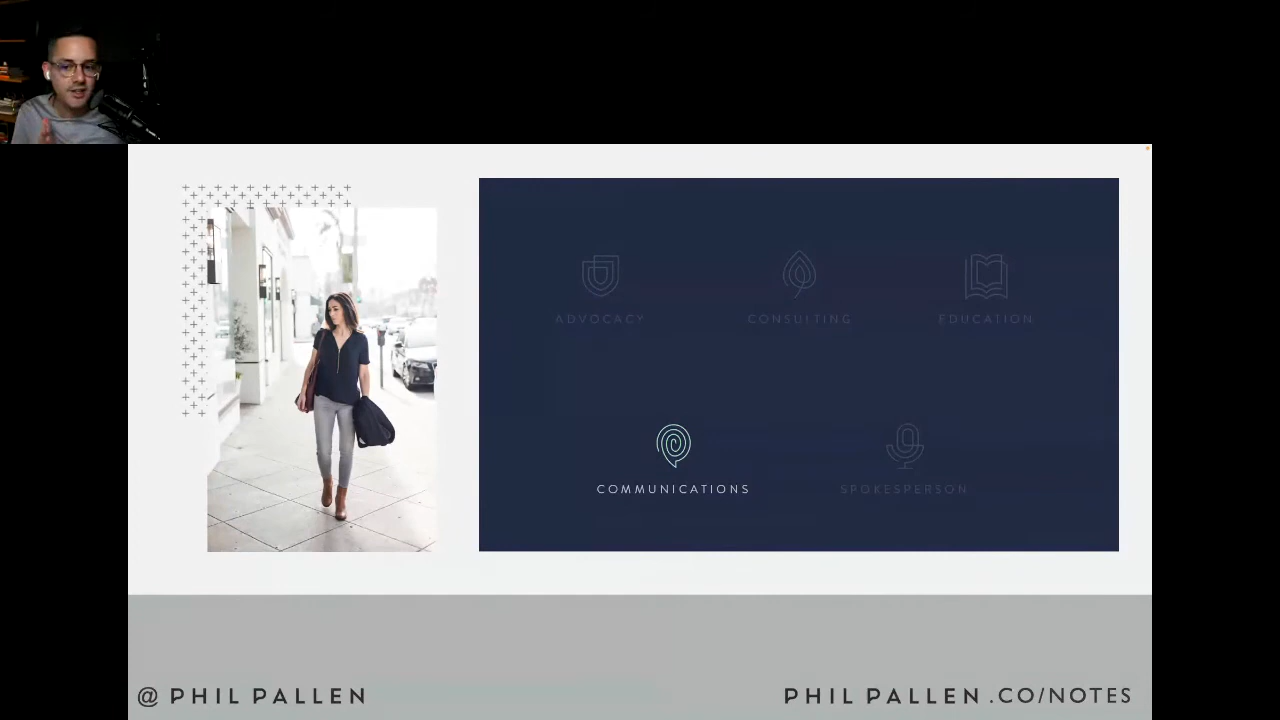 ADVOCACY
CONSULTING
EDUCATION
COMMUNICATIONS
SPOKESPERSON
@PHIL PALLEN
PHIL PALLEN.CO/NOTES